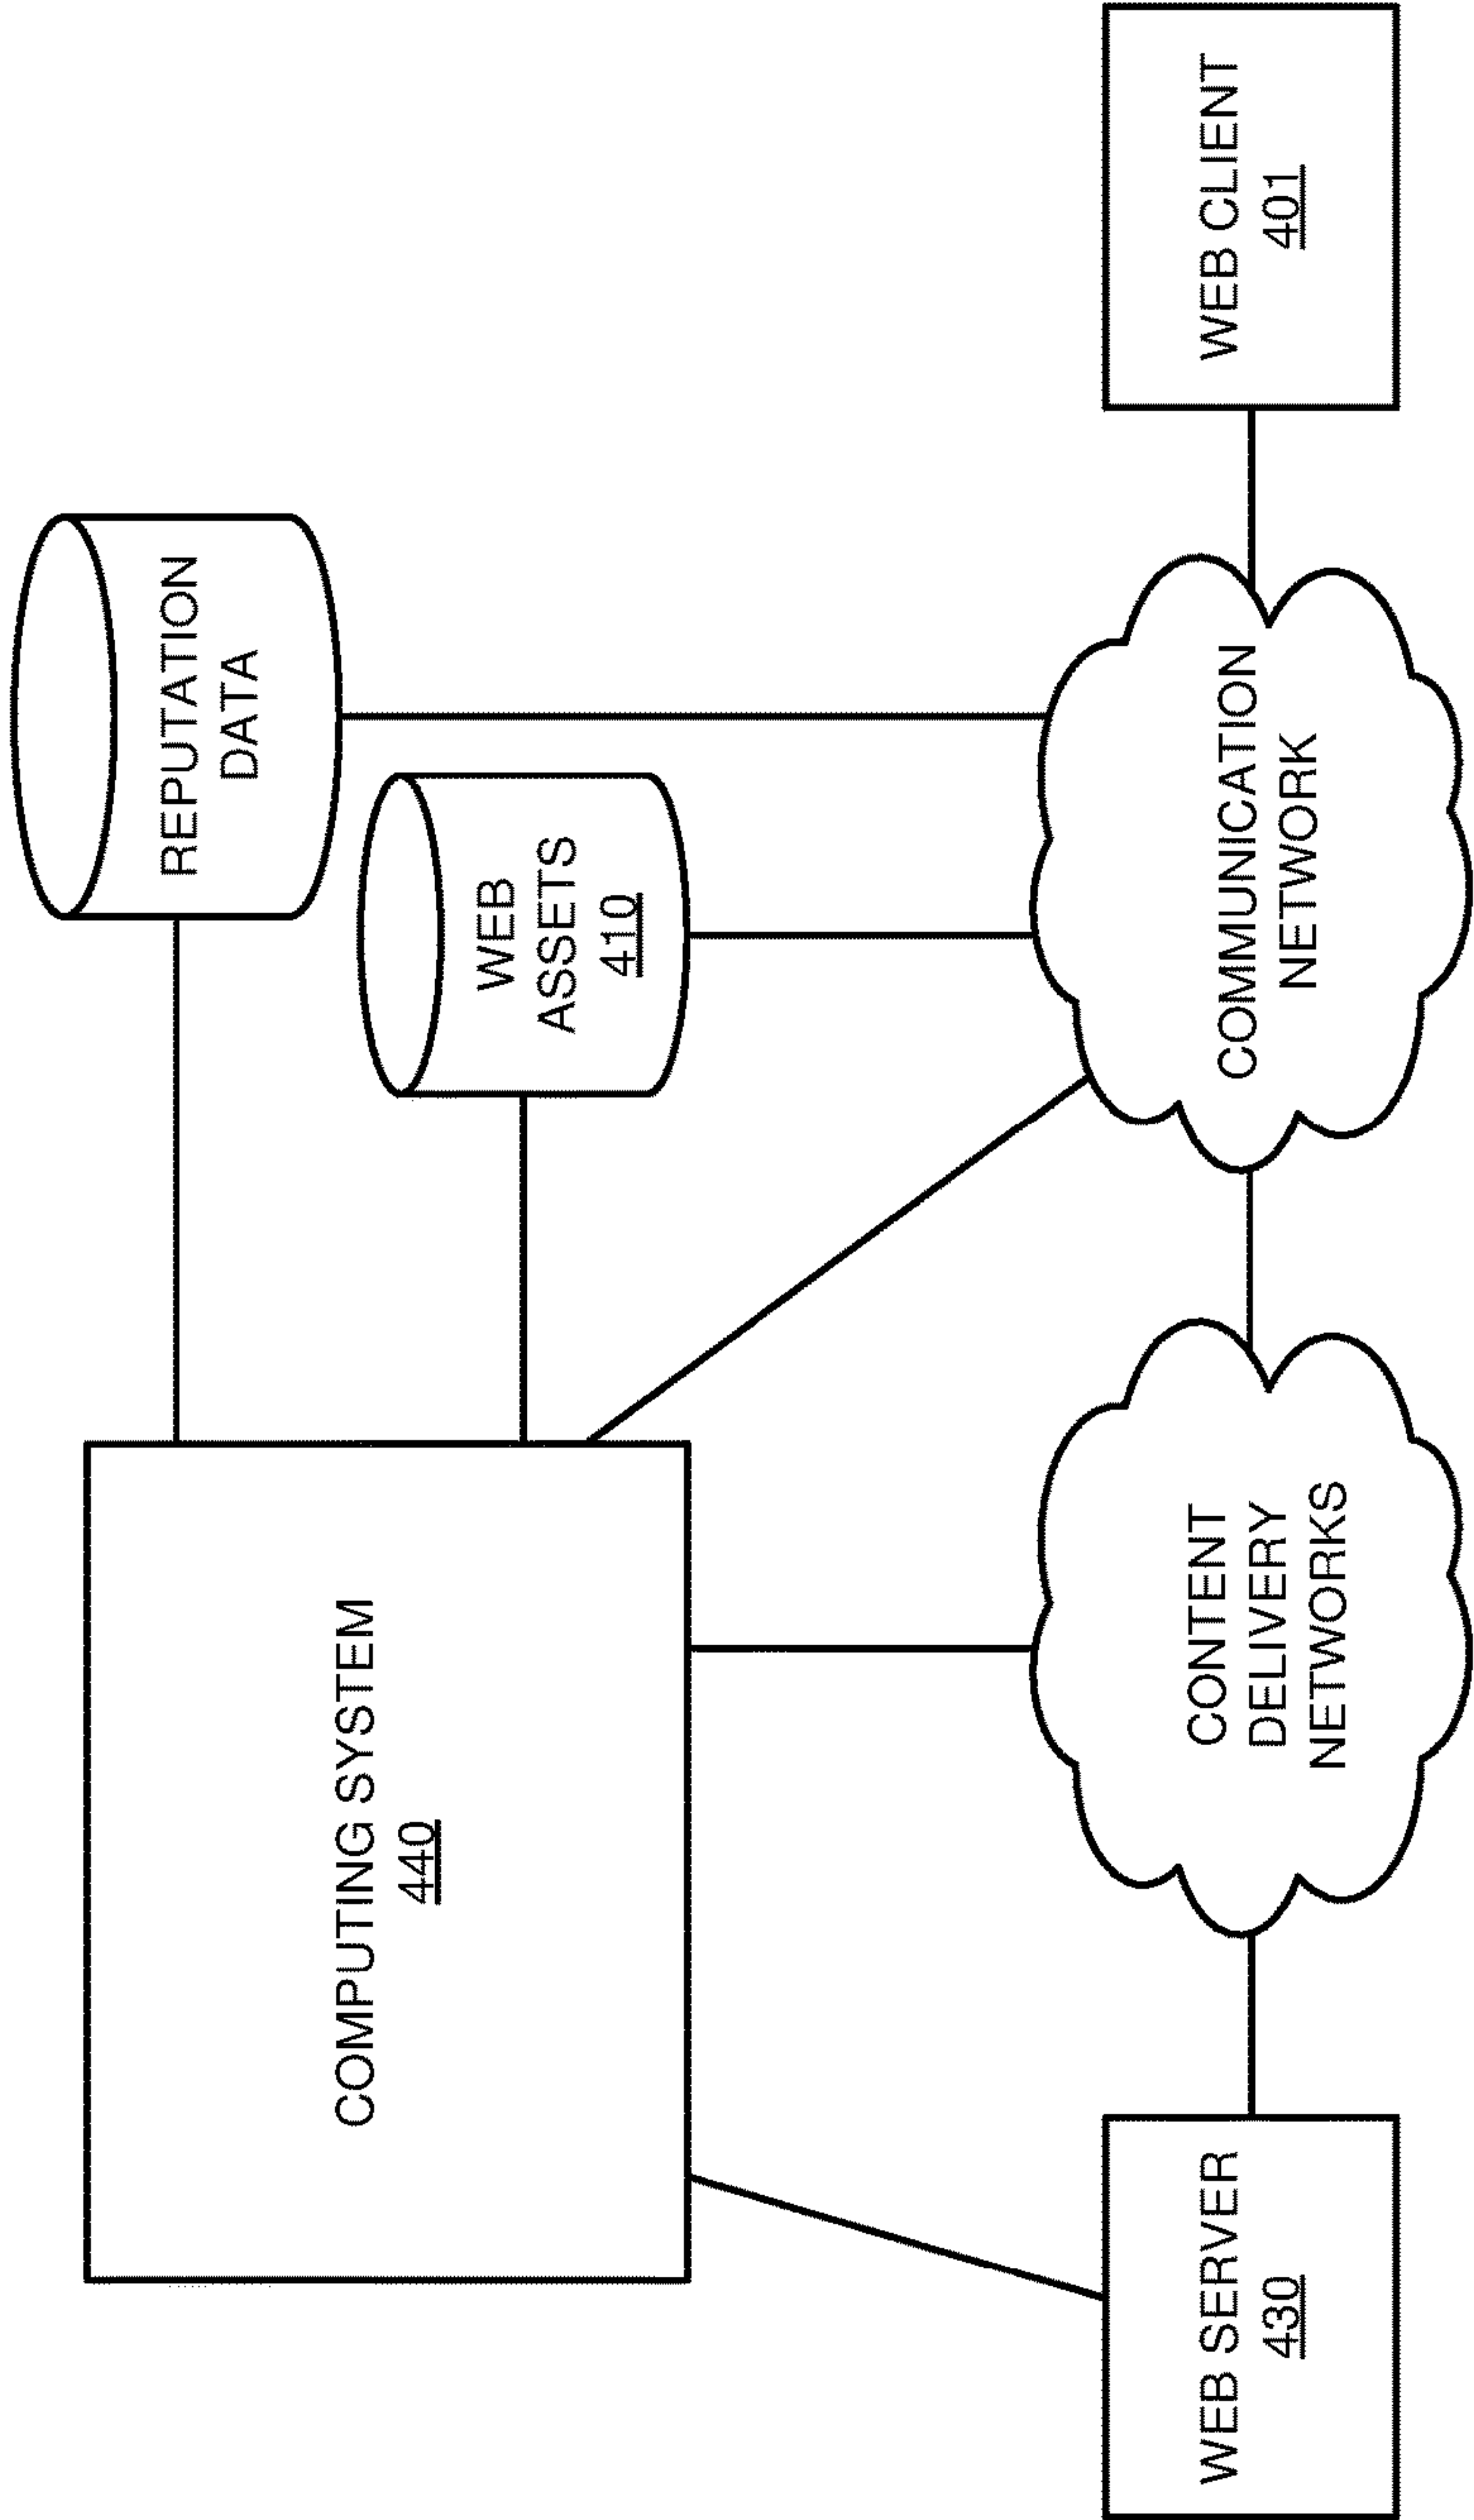 REPUTATION
DATA
COMPUTING SYSTEM
440
WEB
ASSETS
410
WEB SERVER
430
CONTENT
DELIVERY
NETWORKS
COMMUNICATION
NETWORK
WEB CLIENT
401